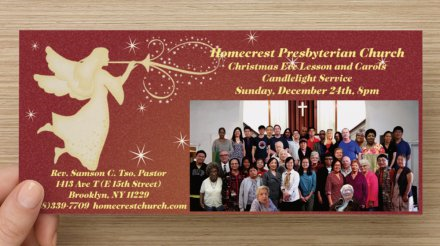 Homecrest Presbyterian Church
Christmas Eve Lesson and Carols
Candlelight Service
Sunday, December 24th, 8pm
Rev. Samson C. Tso, Pastor
1413 Ave T (E 15th Street)
Brooklyn, NY 11229
8)339-7709 homecrestchurch.com